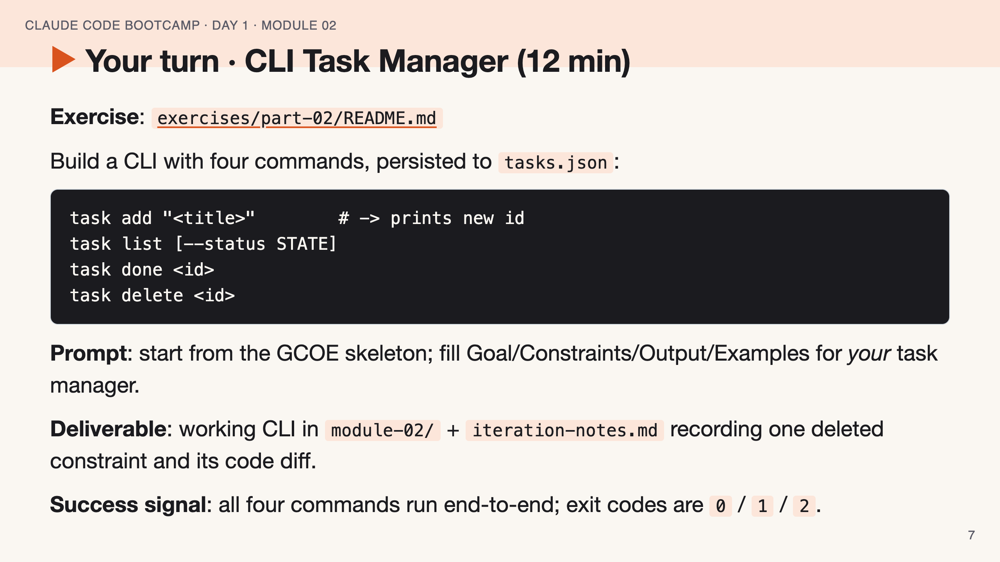 CLAUDE CODE BOOTCAMP · DAY 1 · MODULE 02
▶ Your turn · CLI Task Manager (12 min)
Exercise: exercises/part-02/README.md
Build a CLI with four commands, persisted to tasks.json:
task add "<title>"        # -> prints new id
task list [--status STATE]
task done <id>
task delete <id>
Prompt: start from the GCOE skeleton; fill Goal/Constraints/Output/Examples for your task
manager.
Deliverable: working CLI in module-02/ + iteration-notes.md recording one deleted
constraint and its code diff.
Success signal: all four commands run end-to-end; exit codes are 0 / 1 / 2.
7